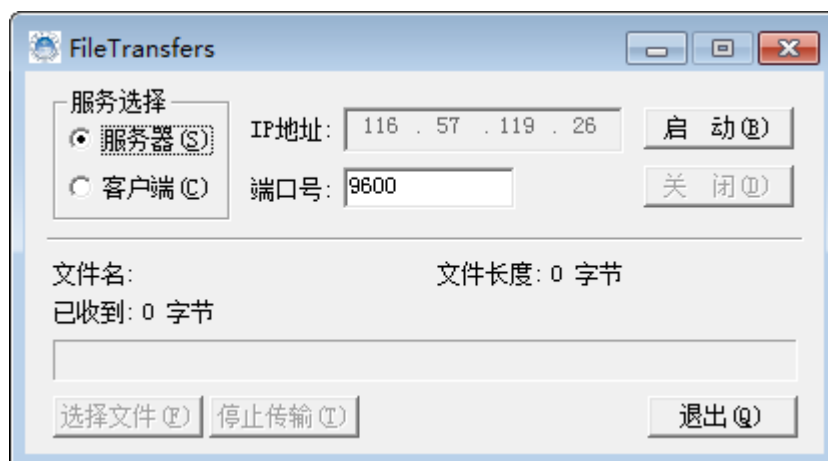 FileTransfers
服务选择
服务器(S) IP地址: 116 . 57 . 119 . 26 启 动(B)
客户端(C) 端口号: 9600 关 闭(D)
文件名: 文件长度: 0 字节
已收到: 0 字节
选择文件(F) 停止传输(T) 退出(Q)